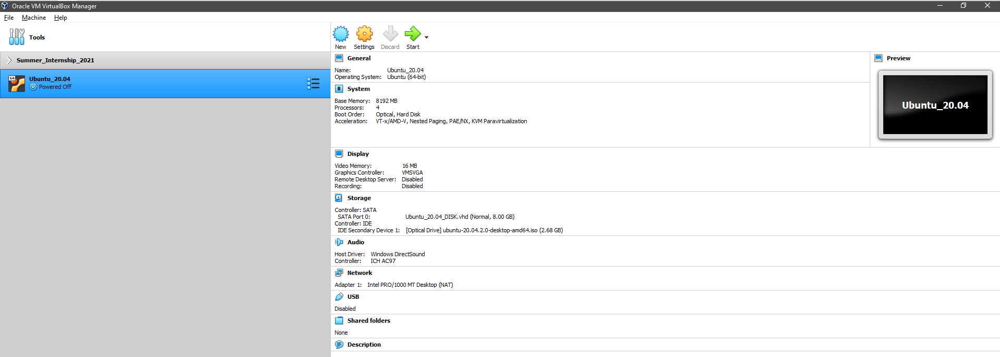 Oracle VM VirtualBox Manager
File Machine Help
Tools
New Settings Discard Start
Summer_Internship_2021
64
Ubuntu_20.04
Powered Off
General
Name: Ubuntu_20.04
Operating System: Ubuntu (64-bit)
System
Base Memory: 8192 MB
Processors: 4
Boot Order: Optical, Hard Disk
Acceleration: VT-x/AMD-V, Nested Paging, PAE/NX, KVM Paravirtualization
Preview
Ubuntu_20.04
Display
Video Memory: 16 MB
Graphics Controller: VMSVGA
Remote Desktop Server: Disabled
Recording: Disabled
Storage
Controller: SATA
SATA Port 0: Ubuntu_20.04_DISK.vhd (Normal, 8.00 GB)
Controller: IDE
IDE Secondary Device 1: [Optical Drive] ubuntu-20.04.2.0-desktop-amd64.iso (2.68 GB)
Audio
Host Driver: Windows DirectSound
Controller: ICH AC97
Network
Adapter 1: Intel PRO/1000 MT Desktop (NAT)
USB
Disabled
Shared folders
None
Description